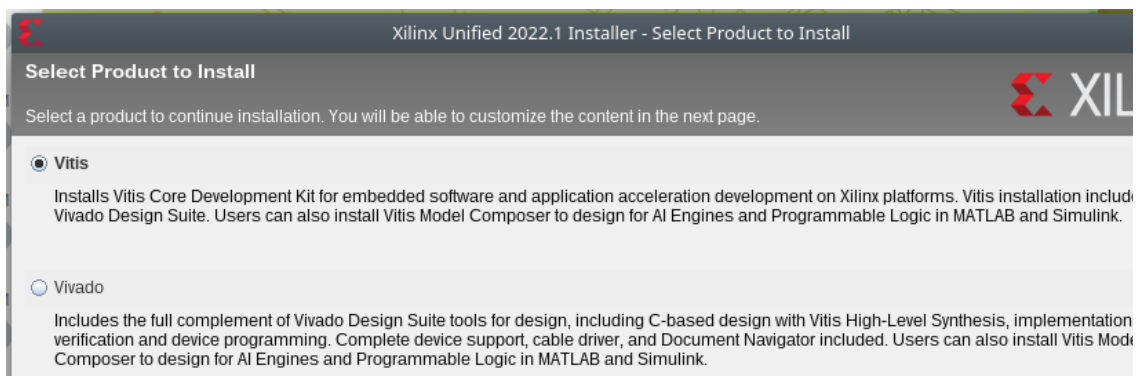 Xilinx Unified 2022.1 Installer - Select Product to Install
Select Product to Install
XIL
Select a product to continue installation. You will be able to customize the content in the next page.
Vitis
Installs Vitis Core Development Kit for embedded software and application acceleration development on Xilinx platforms. Vitis installation include
Vivado Design Suite. Users can also install Vitis Model Composer to design for AI Engines and Programmable Logic in MATLAB and Simulink.
Vivado
Includes the full complement of Vivado Design Suite tools for design, including C-based design with Vitis High-Level Synthesis, implementation
verification and device programming. Complete device support, cable driver, and Document Navigator included. Users can also install Vitis Mode
Composer to design for AI Engines and Programmable Logic in MATLAB and Simulink.